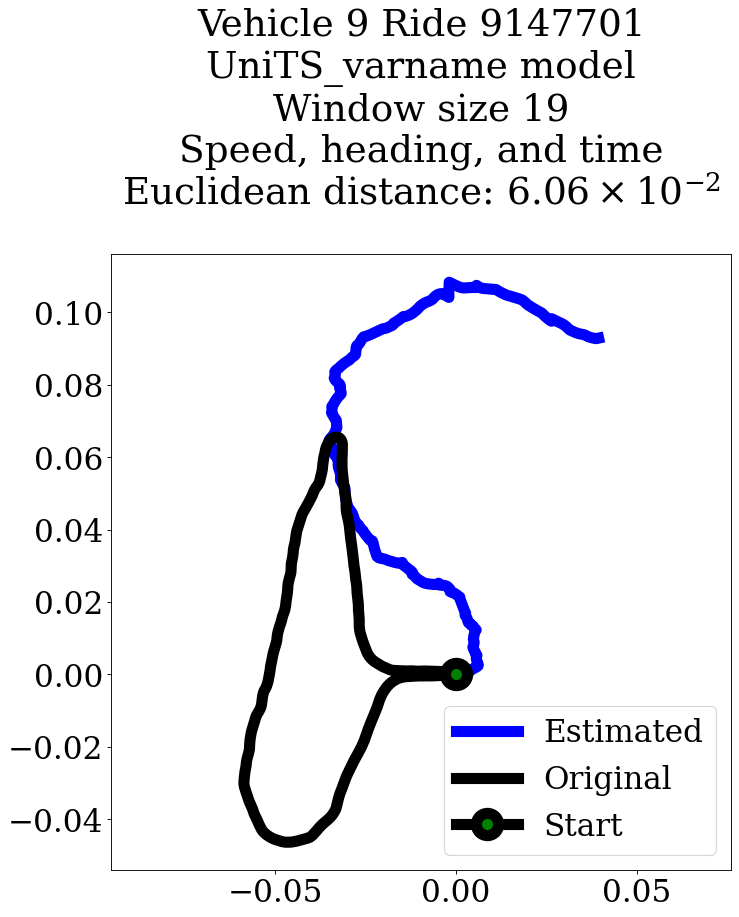 Vehicle 9 Ride 9147701
UniTS_varname model
Window size 19
Speed, heading, and time
Euclidean distance: 6.06 × 10⁻²
0.10
0.08
0.06
0.04
0.02
0.00
−0.02
−0.04
−0.05
0.00
0.05
Estimated
Original
Start